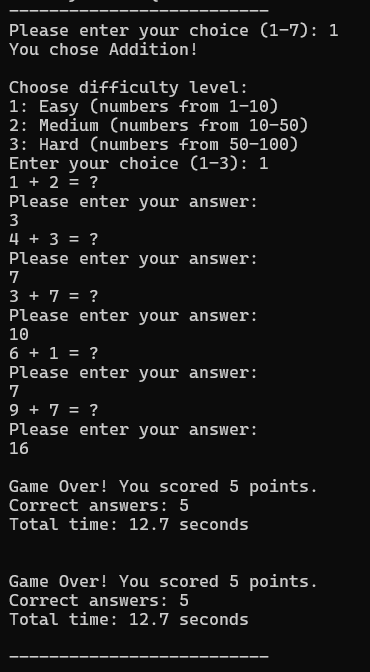 --------------------------
Please enter your choice (1-7): 1
You chose Addition!

Choose difficulty level:
1: Easy (numbers from 1-10)
2: Medium (numbers from 10-50)
3: Hard (numbers from 50-100)
Enter your choice (1-3): 1
1 + 2 = ?
Please enter your answer:
3
4 + 3 = ?
Please enter your answer:
7
3 + 7 = ?
Please enter your answer:
10
6 + 1 = ?
Please enter your answer:
7
9 + 7 = ?
Please enter your answer:
16

Game Over! You scored 5 points.
Correct answers: 5
Total time: 12.7 seconds


Game Over! You scored 5 points.
Correct answers: 5
Total time: 12.7 seconds

--------------------------